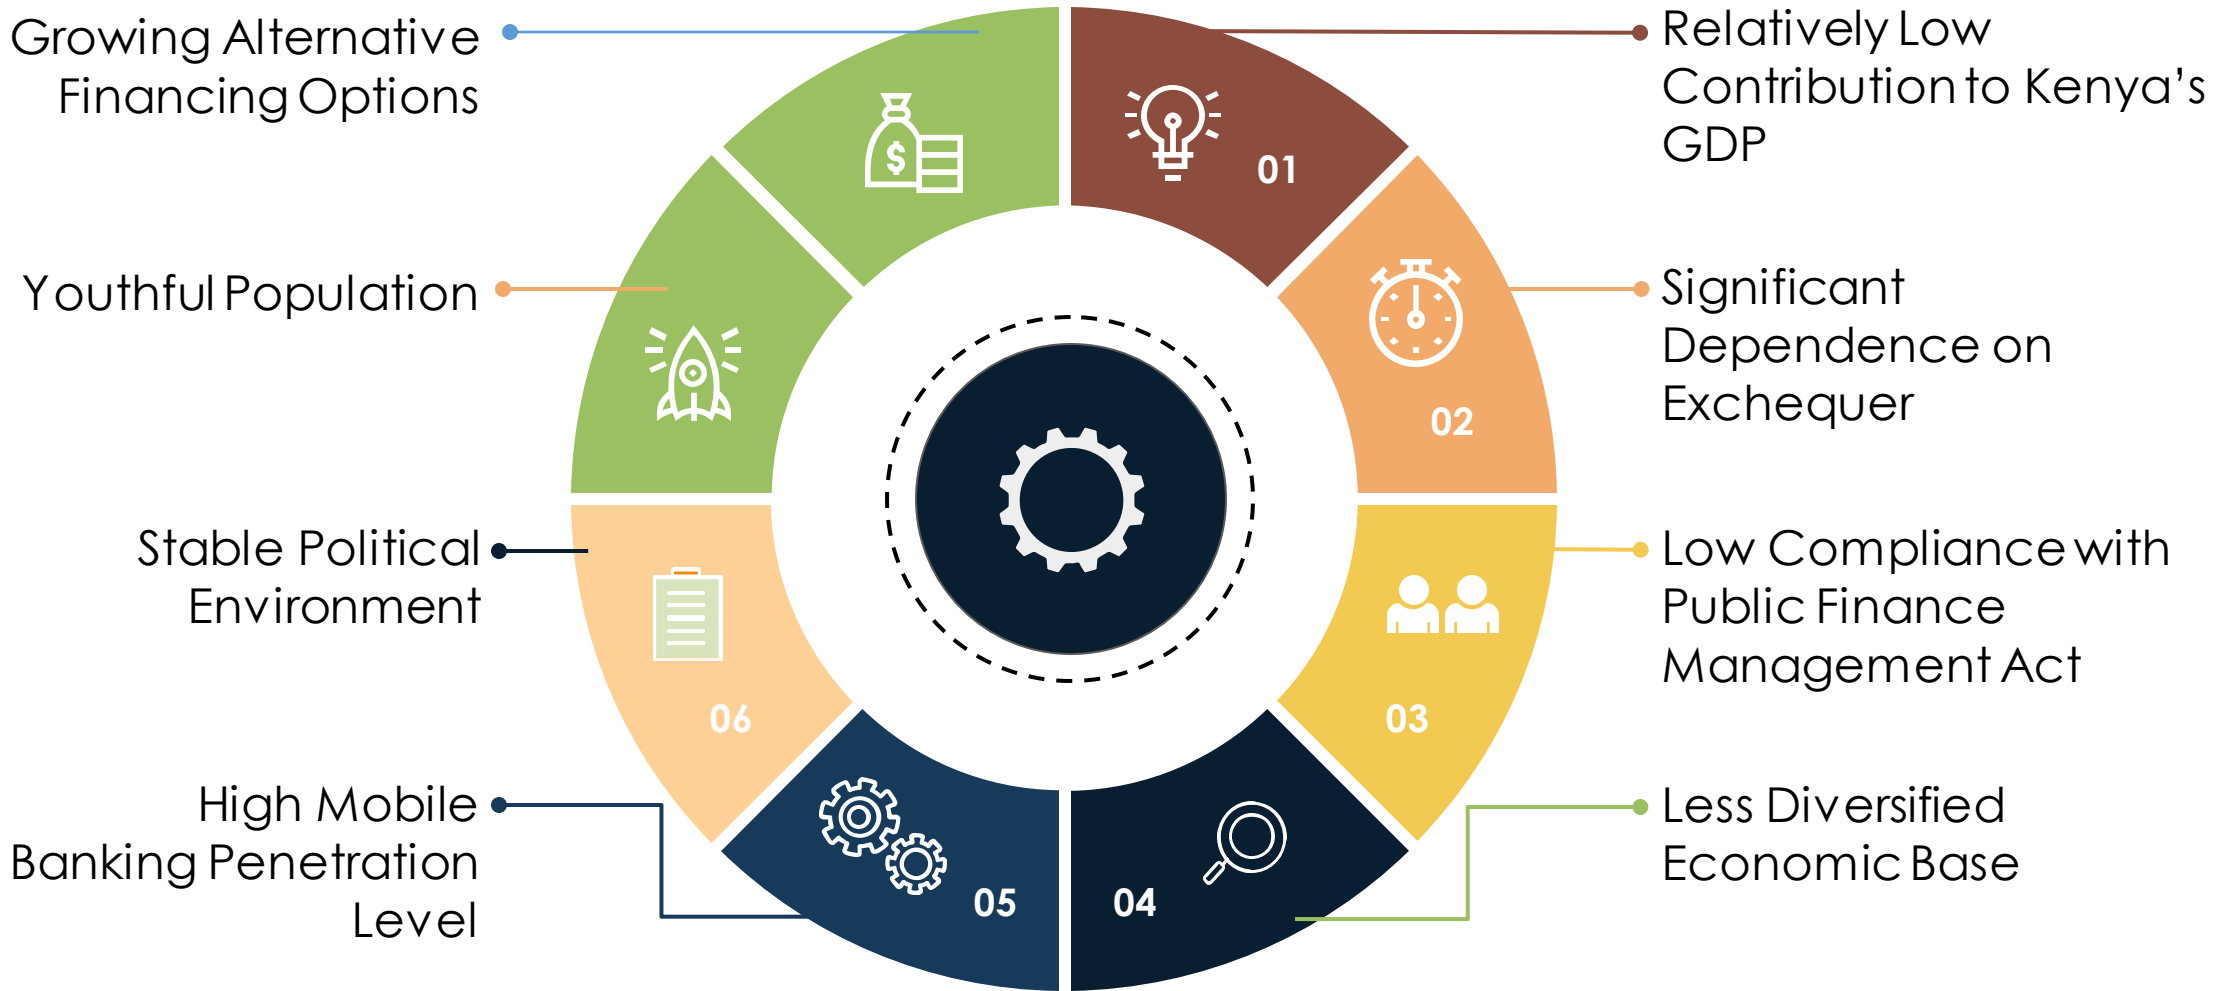 Growing Alternative
Financing Options
Youthful Population
Stable Political
Environment
High Mobile
Banking Penetration
Level
$
01
02
03
04
05
06
Relatively Low
Contribution to Kenya’s
GDP
Significant
Dependence on
Exchequer
Low Compliance with
Public Finance
Management Act
Less Diversified
Economic Base